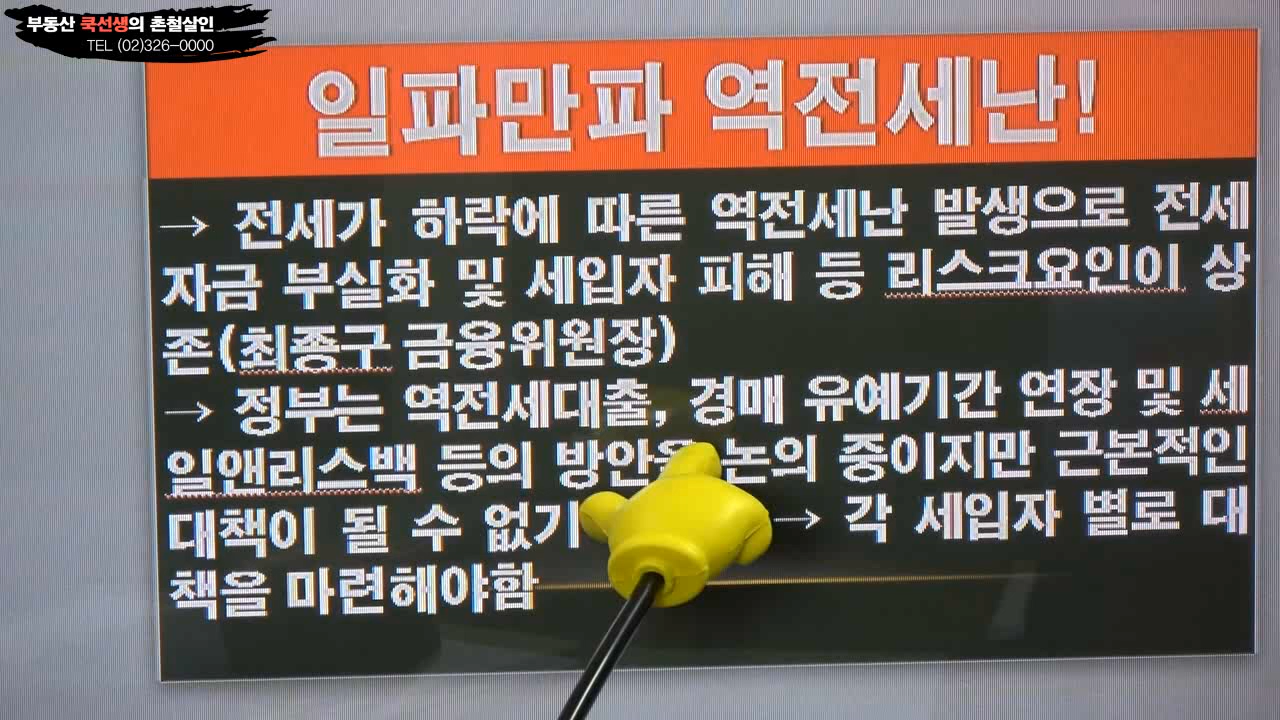 부동산 쿡선생의 촌철살인
TEL (02)326-0000
일파만파 역전세난!
→ 전세가 하락에 따른 역전세난 발생으로 전세
자금 부실화 및 세입자 피해 등 리스크요인이 상
존(최종구 금융위원장)
→ 정부는 역전세대출, 경매 유예기간 연장 및 세
일앤리스백 등의 방안을 논의 중이지만 근본적인
대책이 될 수 없기 → 각 세입자 별로 대
책을 마련해야함